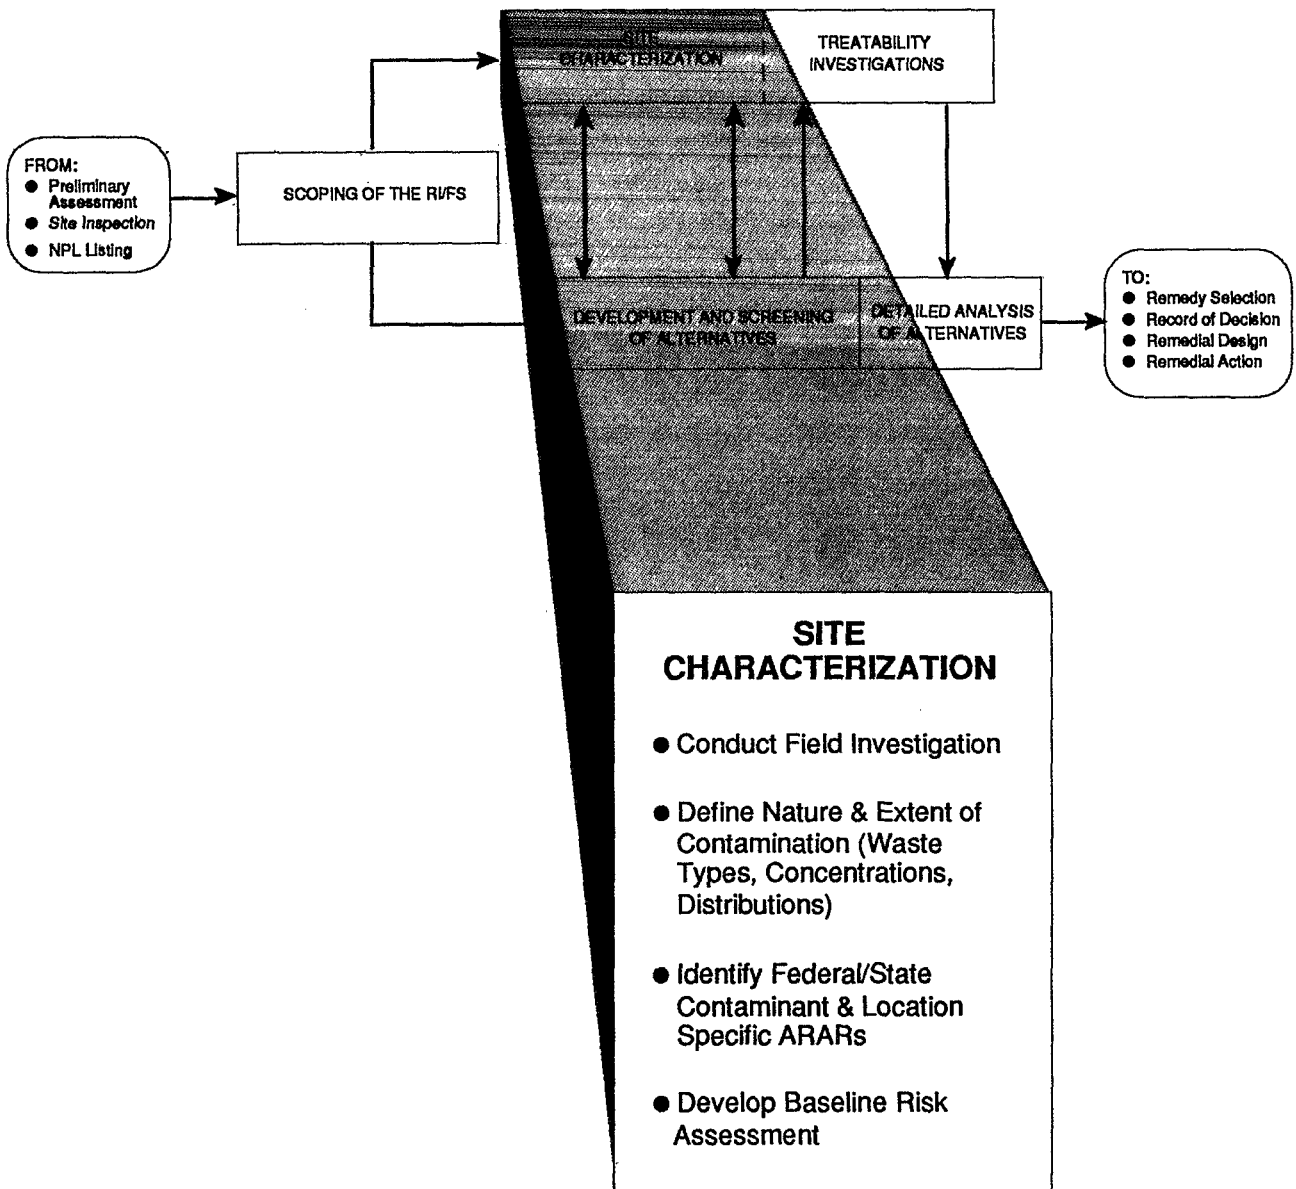 SITE
CHARACTERIZATION
TREATABILITY
INVESTIGATIONS
FROM:
● Preliminary
Assessment
● Site Inspection
● NPL Listing
SCOPING OF THE RI/FS
DEVELOPMENT AND SCREENING
OF ALTERNATIVES
DETAILED ANALYSIS
OF ALTERNATIVES
TO:
● Remedy Selection
● Record of Decision
● Remedial Design
● Remedial Action
SITE
CHARACTERIZATION
● Conduct Field Investigation
● Define Nature & Extent of
Contamination (Waste
Types, Concentrations,
Distributions)
● Identify Federal/State
Contaminant & Location
Specific ARARs
● Develop Baseline Risk
Assessment